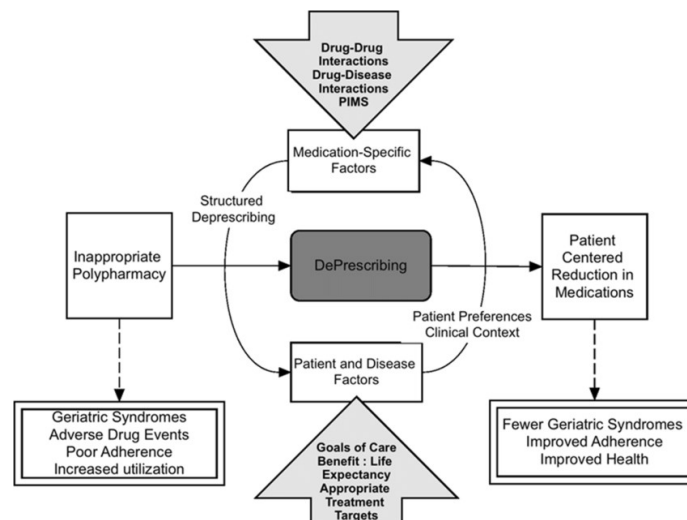 Drug-Drug
Interactions
Drug-Disease
Interactions
PIMS
Medication-Specific
Factors
Structured
Deprescribing
Inappropriate
Polypharmacy
DePrescribing
Patient
Centered
Reduction in
Medications
Patient Preferences
Clinical Context
Patient and Disease
Factors
Geriatric Syndromes
Adverse Drug Events
Poor Adherence
Increased utilization
Fewer Geriatric Syndromes
Improved Adherence
Improved Health
Goals of Care
Benefit : Life
Expectancy
Appropriate
Treatment
Targets